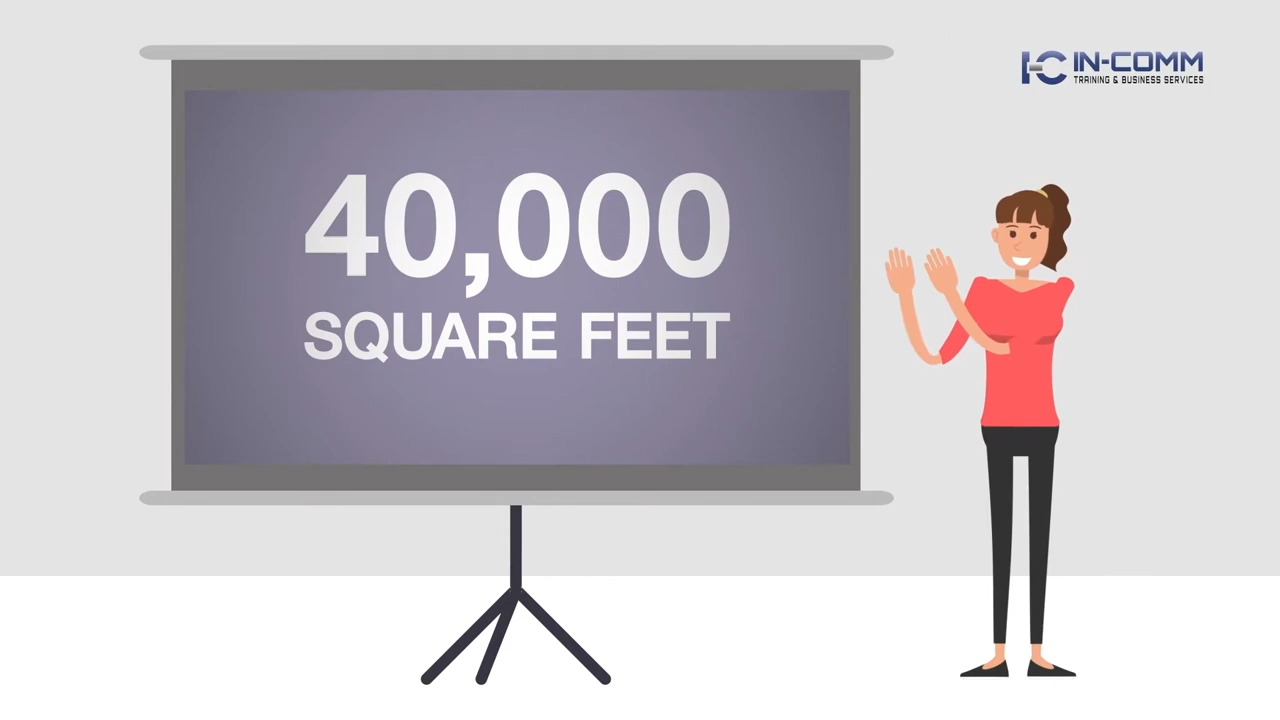 IN-COMM
TRAINING & BUSINESS SERVICES
40,000
SQUARE FEET